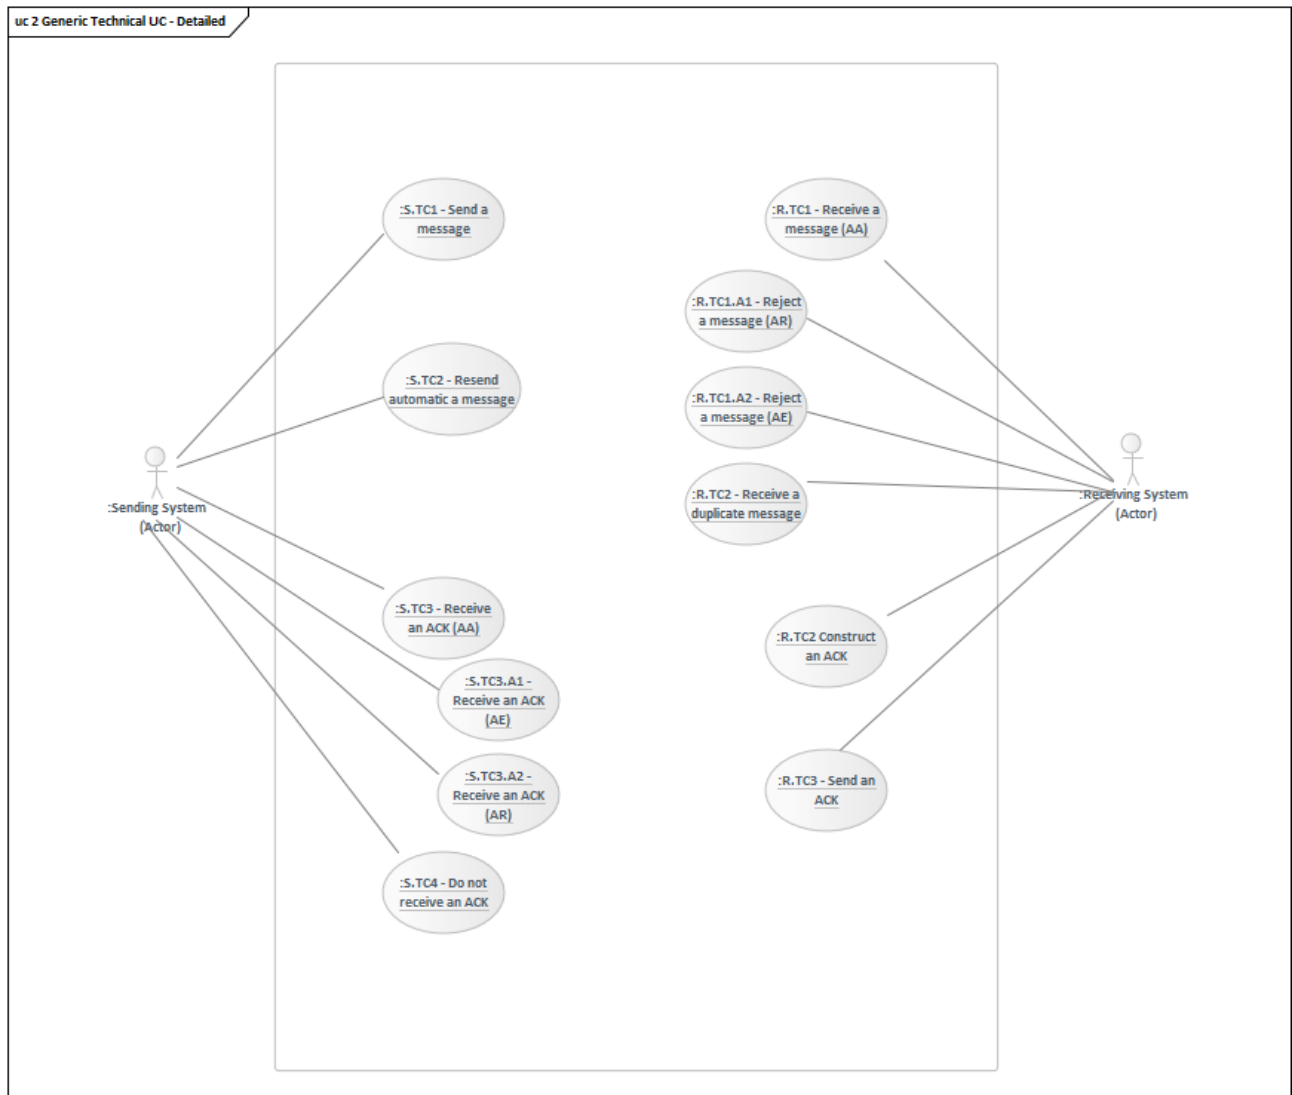 uc 2 Generic Technical UC - Detailed
:S.TC1 - Send a
message
:S.TC2 - Resend
automatic a message
:Sending System
(Actor)
:S.TC3 - Receive
an ACK (AA)
:S.TC3.A1 -
Receive an ACK
(AE)
:S.TC3.A2 -
Receive an ACK
(AR)
:S.TC4 - Do not
receive an ACK
:R.TC1 - Receive a
message (AA)
:R.TC1.A1 - Reject
a message (AR)
:R.TC1.A2 - Reject
a message (AE)
:R.TC2 - Receive a
duplicate message
:R.TC2 Construct
an ACK
:R.TC3 - Send an
ACK
:Receiving System
(Actor)